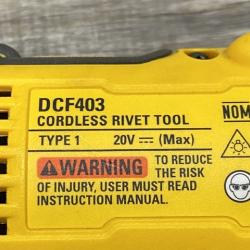 DCF403
CORDLESS RIVET TOOL
TYPE 1 20V ⎓ (Max)
NOM
WARNING TO REDUCE
THE RISK
OF INJURY, USER MUST READ
INSTRUCTION MANUAL.